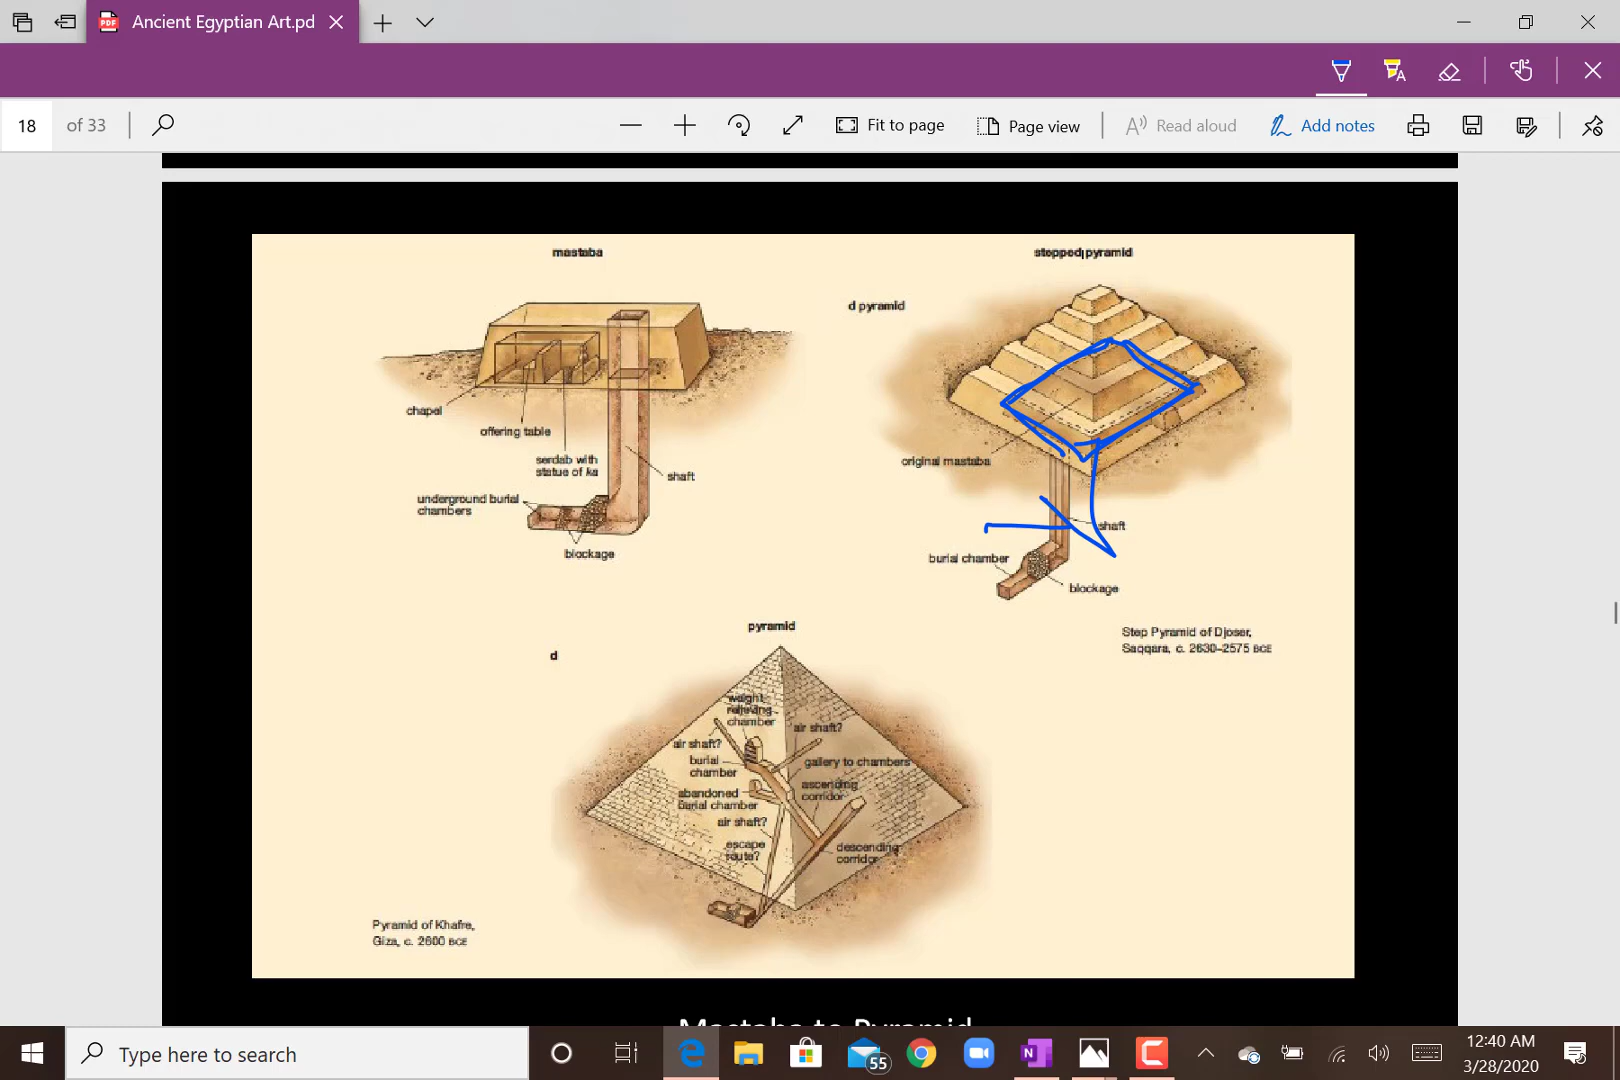 Ancient Egyptian Art.pd
18 of 33
Fit to page
Page view
Read aloud
Add notes
mastaba
chapel
offering table
serdab with
statue of ka
shaft
underground burial
chambers
blockage
stepped pyramid
d pyramid
original mastaba
shaft
burial chamber
blockage
Step Pyramid of Djoser,
Saqqara, c. 2630–2575 BCE
pyramid
d
weight
relieving
chamber
air shaft?
air shaft?
burial
chamber
gallery to chambers
abandoned
burial chamber
ascending
corridor
air shaft?
escape
route?
descending
corridor
Pyramid of Khafre,
Giza, c. 2600 BCE
Mastaba to Pyramid
Type here to search
55
12:40 AM
3/28/2020